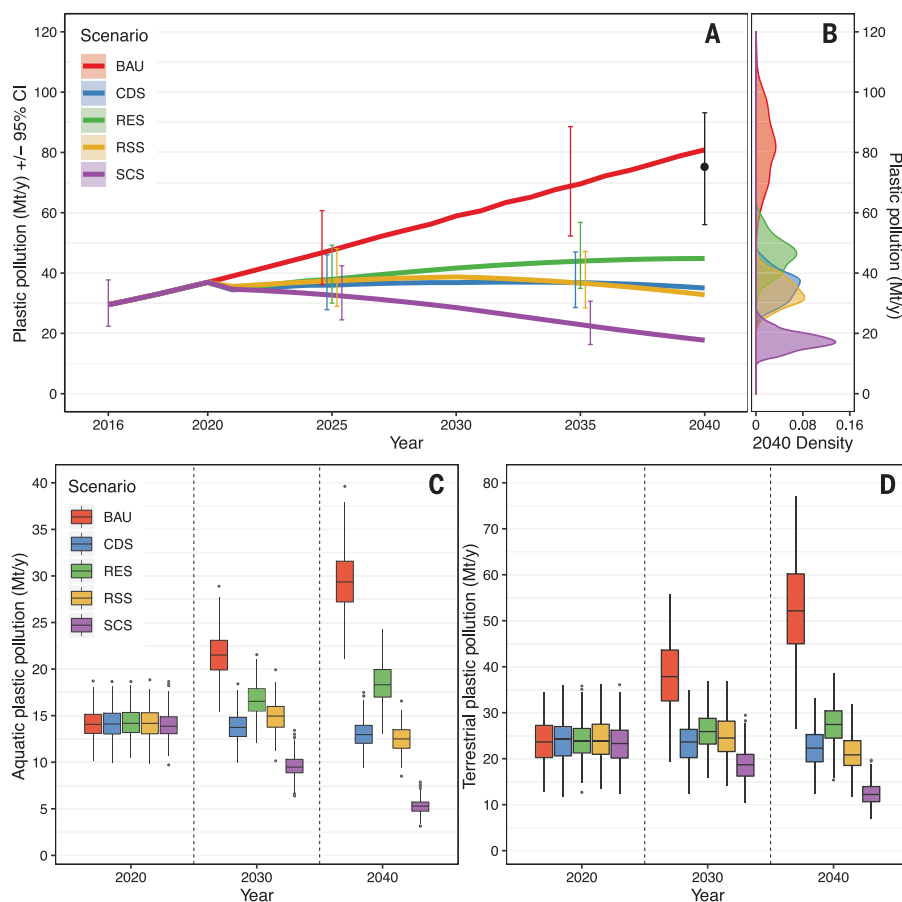 A
B
Scenario
BAU
CDS
RES
RSS
SCS
Plastic pollution (Mt/y) +/− 95% CI
120
100
80
60
40
20
0
2016
2020
2025
2030
2035
2040
Year
120
100
80
60
40
20
0
Plastic pollution (Mt/y)
0
0.08
0.16
2040 Density
C
Scenario
BAU
CDS
RES
RSS
SCS
Aquatic plastic pollution (Mt/y)
40
35
30
25
20
15
10
5
0
2020
2030
2040
Year
D
Terrestrial plastic pollution (Mt/y)
80
70
60
50
40
30
20
10
0
2020
2030
2040
Year